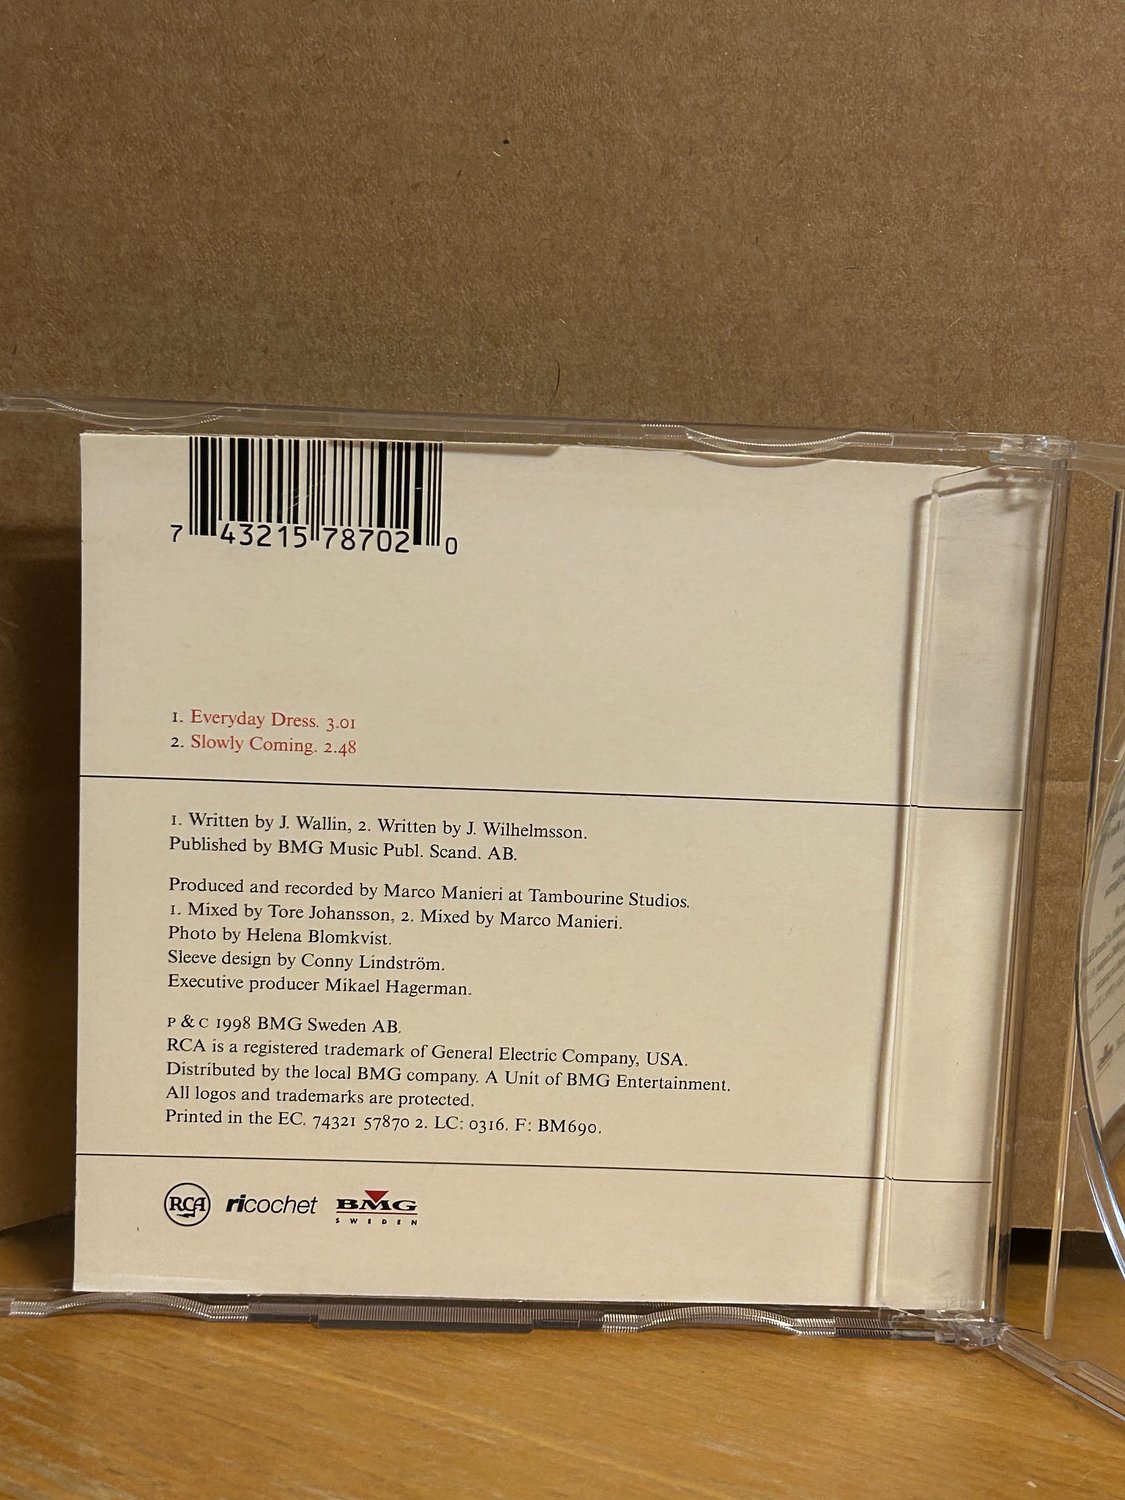 7 43215 78702 0
1. Everyday Dress. 3.01
2. Slowly Coming. 2.48
1. Written by J. Wallin, 2. Written by J. Wilhelmsson.
Published by BMG Music Publ. Scand. AB.
Produced and recorded by Marco Manieri at Tambourine Studios.
1. Mixed by Tore Johansson, 2. Mixed by Marco Manieri.
Photo by Helena Blomkvist.
Sleeve design by Conny Lindström.
Executive producer Mikael Hagerman.
P & C 1998 BMG Sweden AB.
RCA is a registered trademark of General Electric Company, USA.
Distributed by the local BMG company. A Unit of BMG Entertainment.
All logos and trademarks are protected.
Printed in the EC. 74321 57870 2. LC: 0316. F: BM690.
RCA ricochet BMG
SWEDEN